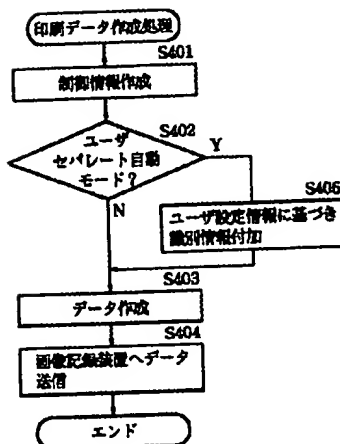 印刷データ作成処理
S401
制御情報作成
S402
ユーザ
セパレート自動
モード?
Y
N
S405
ユーザ設定情報に基づき
識別情報付加
S403
データ作成
S404
画像記録装置へデータ
送信
エンド